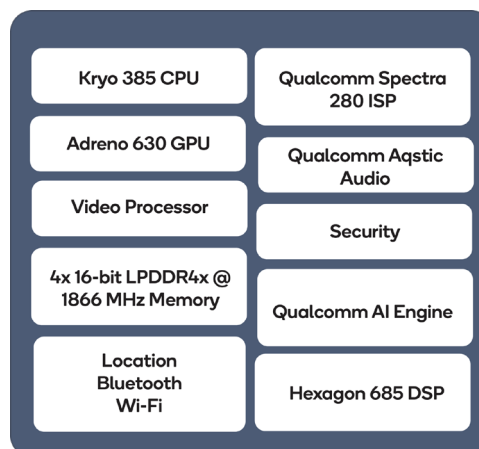 Kryo 385 CPU
Adreno 630 GPU
Video Processor
4x 16-bit LPDDR4x @
1866 MHz Memory
Location
Bluetooth
Wi-Fi
Qualcomm Spectra
280 ISP
Qualcomm Aqstic
Audio
Security
Qualcomm AI Engine
Hexagon 685 DSP